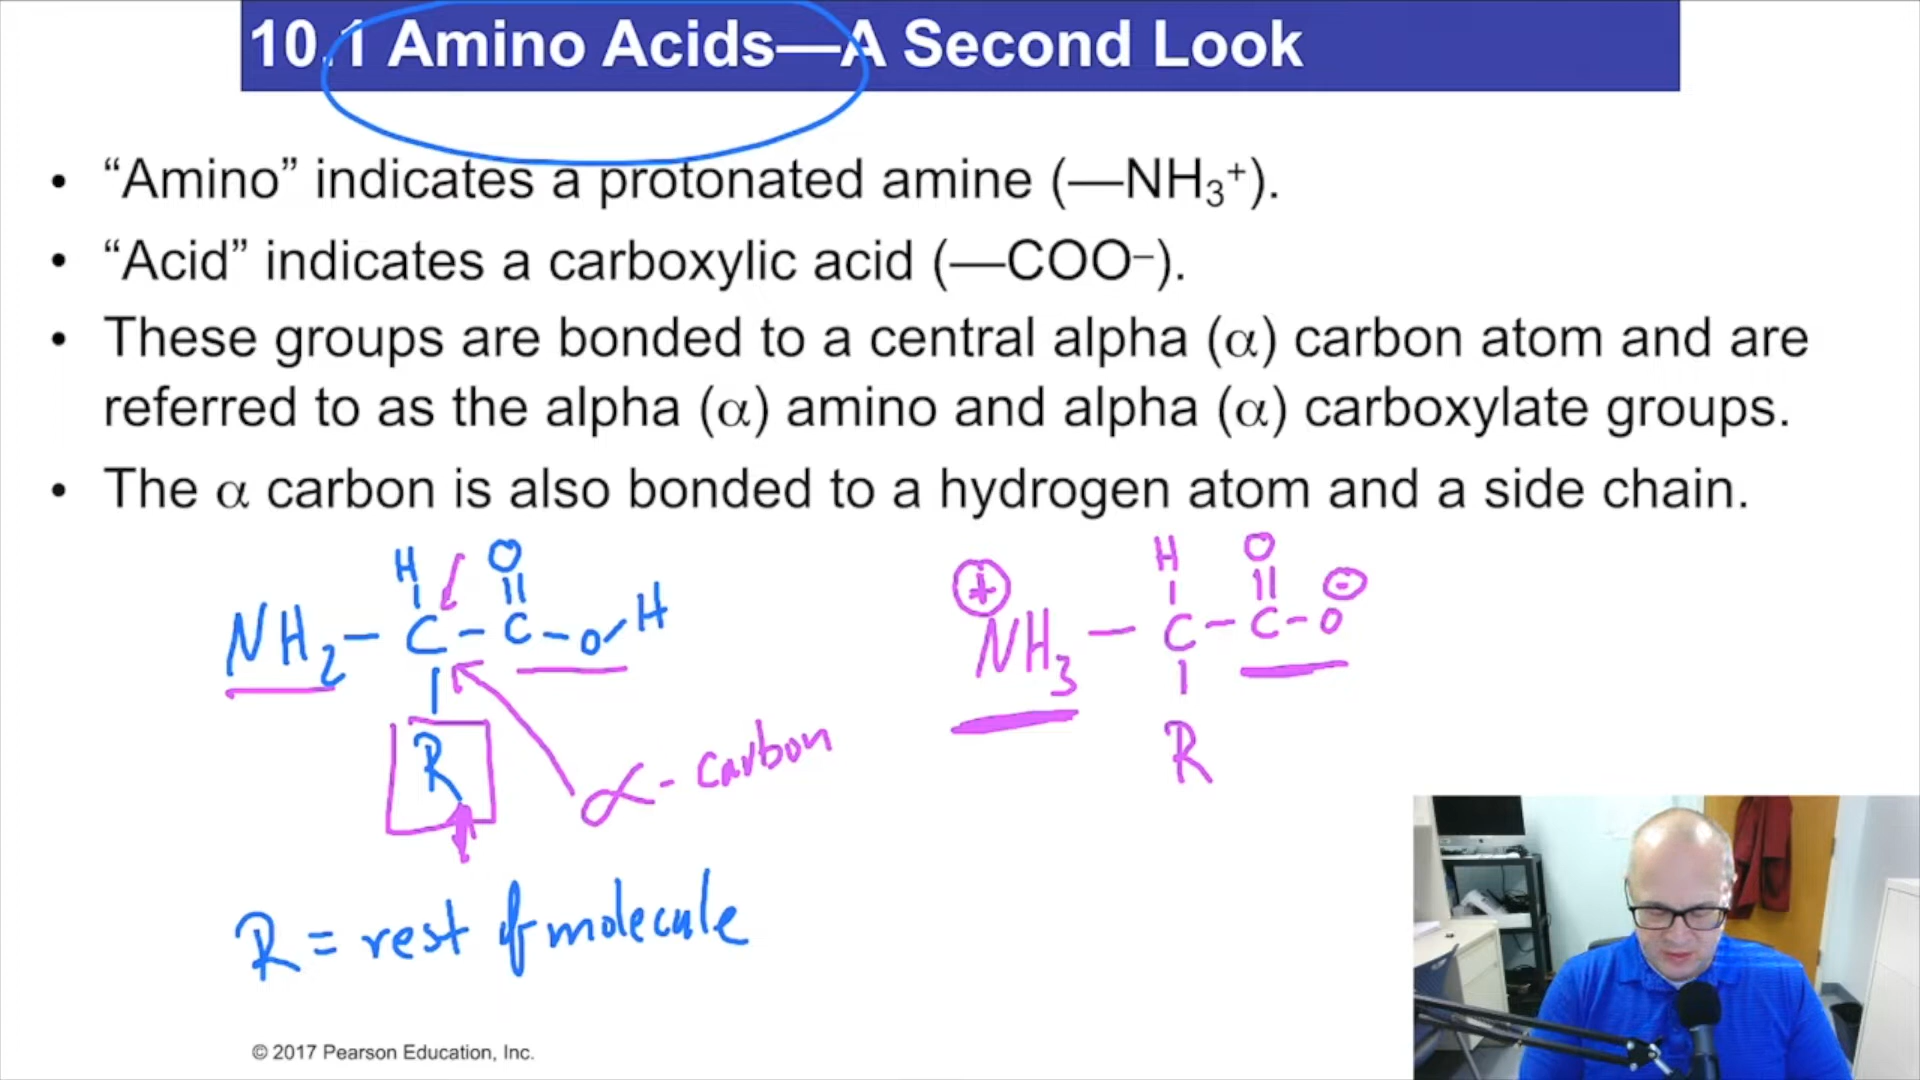 10.1 Amino Acids—A Second Look
• “Amino” indicates a protonated amine (—NH₃⁺).
• “Acid” indicates a carboxylic acid (—COO⁻).
• These groups are bonded to a central alpha (α) carbon atom and are
referred to as the alpha (α) amino and alpha (α) carboxylate groups.
• The α carbon is also bonded to a hydrogen atom and a side chain.
H O
NH₂ – C – C – O – H
R
α - carbon
R = rest of molecule
H O
⊕ ⊖
NH₃ – C – C – O
R
© 2017 Pearson Education, Inc.